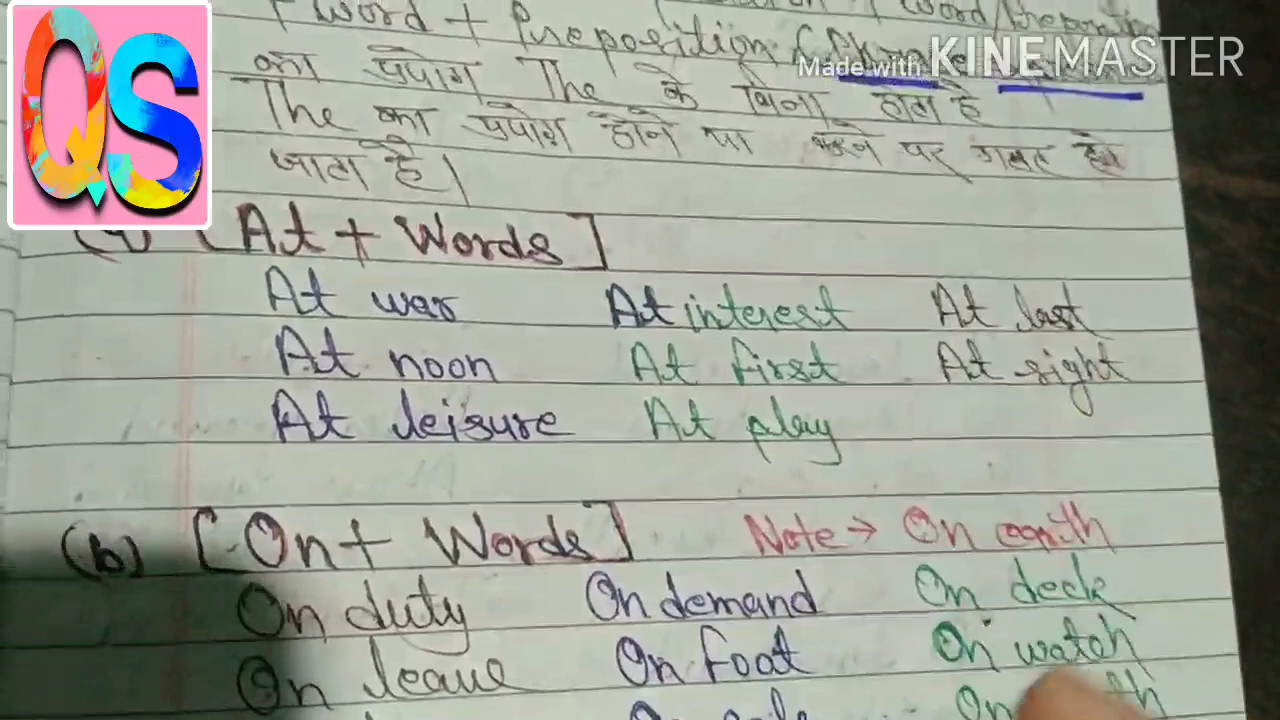 + Word + Preposition
Made with KINEMASTER
QS
का प्रयोग The के बिना होता है
The का प्रयोग होने या करने पर गलत हो
जाता है।
[At + Words]
At war At interest At last
At noon At first At sight
At leisure At play
(b) [On + Words] Note → On earth
On duty On demand On deck
On leave On foot On watch
On